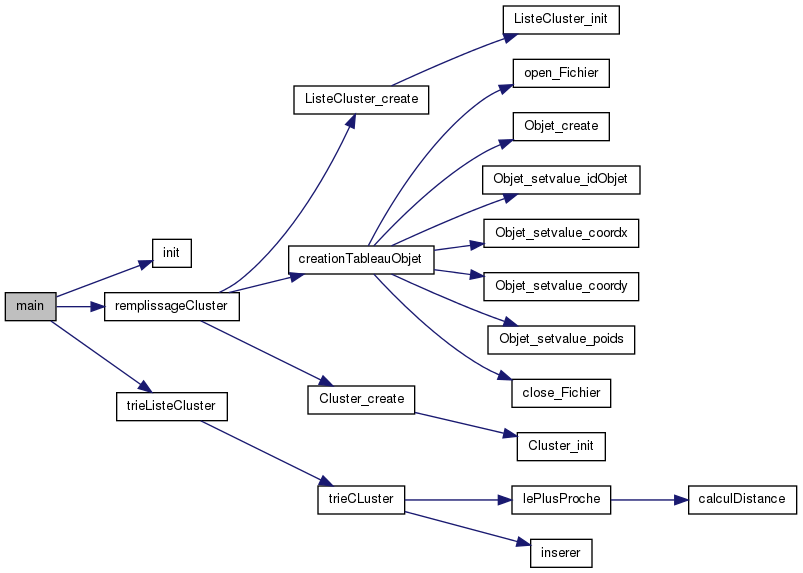 ListeCluster_init
open_Fichier
ListeCluster_create
Objet_create
Objet_setvalue_idObjet
Objet_setvalue_coordx
init
creationTableauObjet
Objet_setvalue_coordy
main
remplissageCluster
Objet_setvalue_poids
close_Fichier
Cluster_create
trieListeCluster
Cluster_init
trieCLuster
lePlusProche
calculDistance
inserer